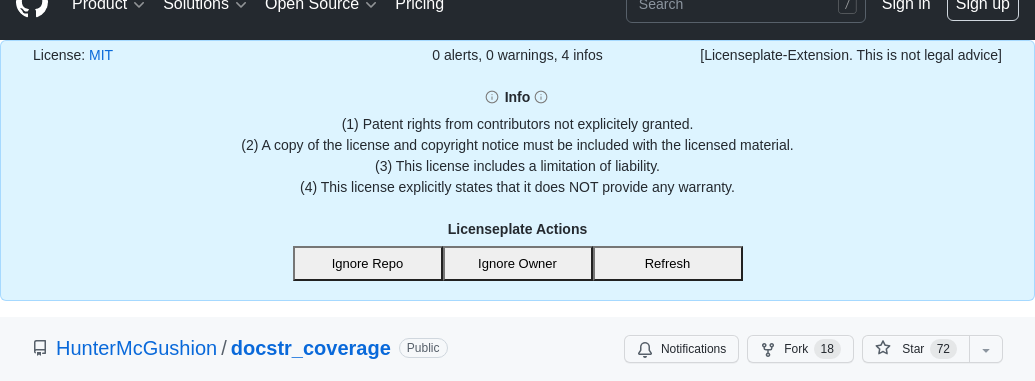 Product Solutions Open Source Pricing Search / Sign in Sign up
License: MIT 0 alerts, 0 warnings, 4 infos [Licenseplate-Extension. This is not legal advice]
Info
(1) Patent rights from contributors not explicitely granted.
(2) A copy of the license and copyright notice must be included with the licensed material.
(3) This license includes a limitation of liability.
(4) This license explicitly states that it does NOT provide any warranty.
Licenseplate Actions
Ignore Repo Ignore Owner Refresh
HunterMcGushion / docstr_coverage Public Notifications Fork 18 Star 72